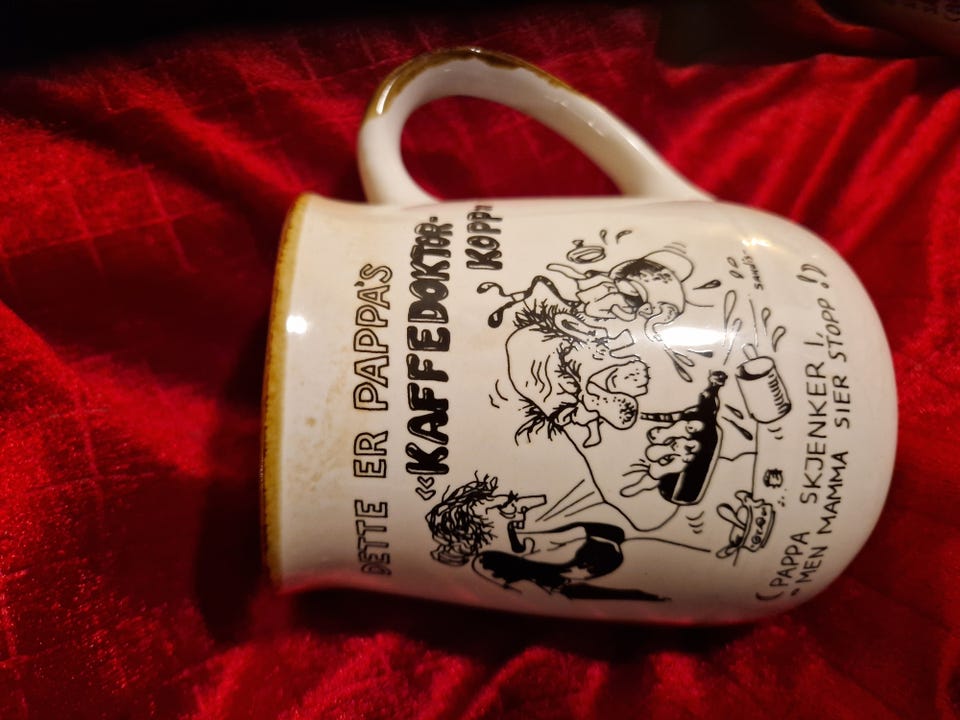 DETTE ER PAPPA'S
«KAFFEDOKTOR-
KOPP»
(PAPPA SKJENKER!,
- MEN MAMMA SIER STOPP!!)